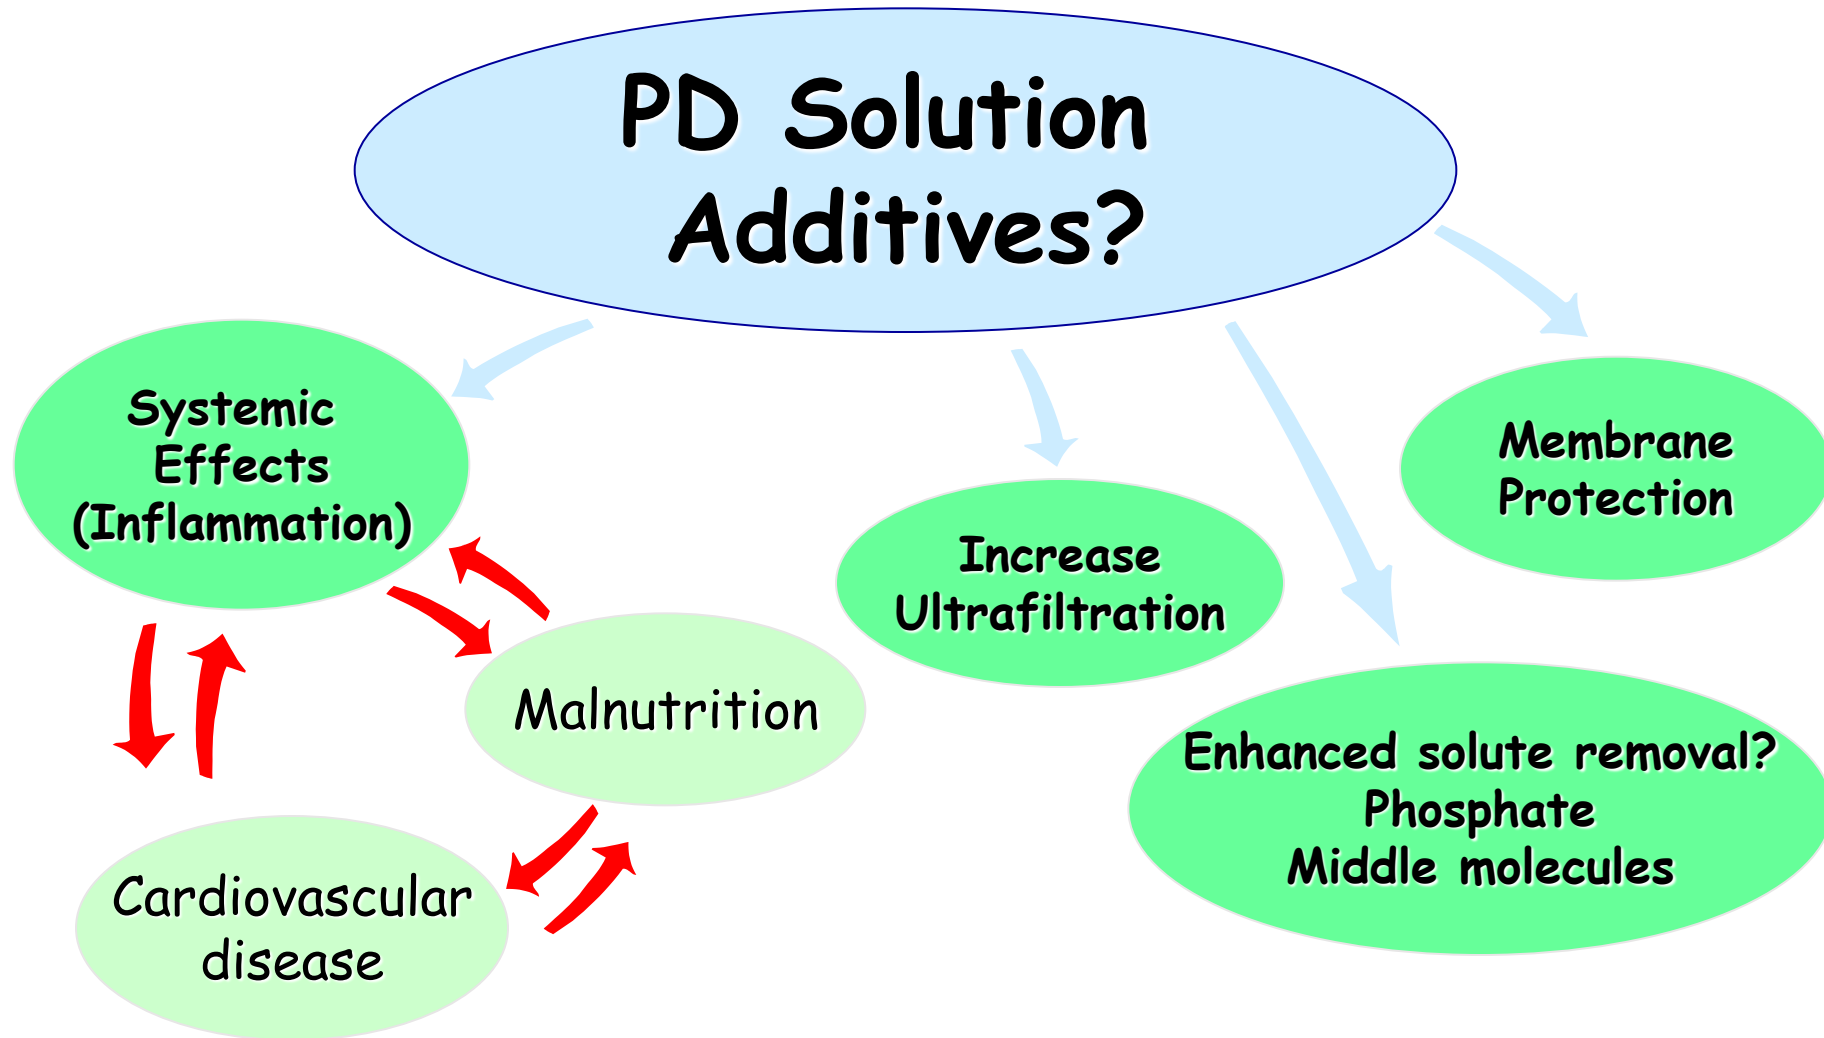 PD Solution
Additives?
Systemic
Effects
(Inflammation)
Membrane
Protection
Increase
Ultrafiltration
Malnutrition
Enhanced solute removal?
Phosphate
Middle molecules
Cardiovascular
disease